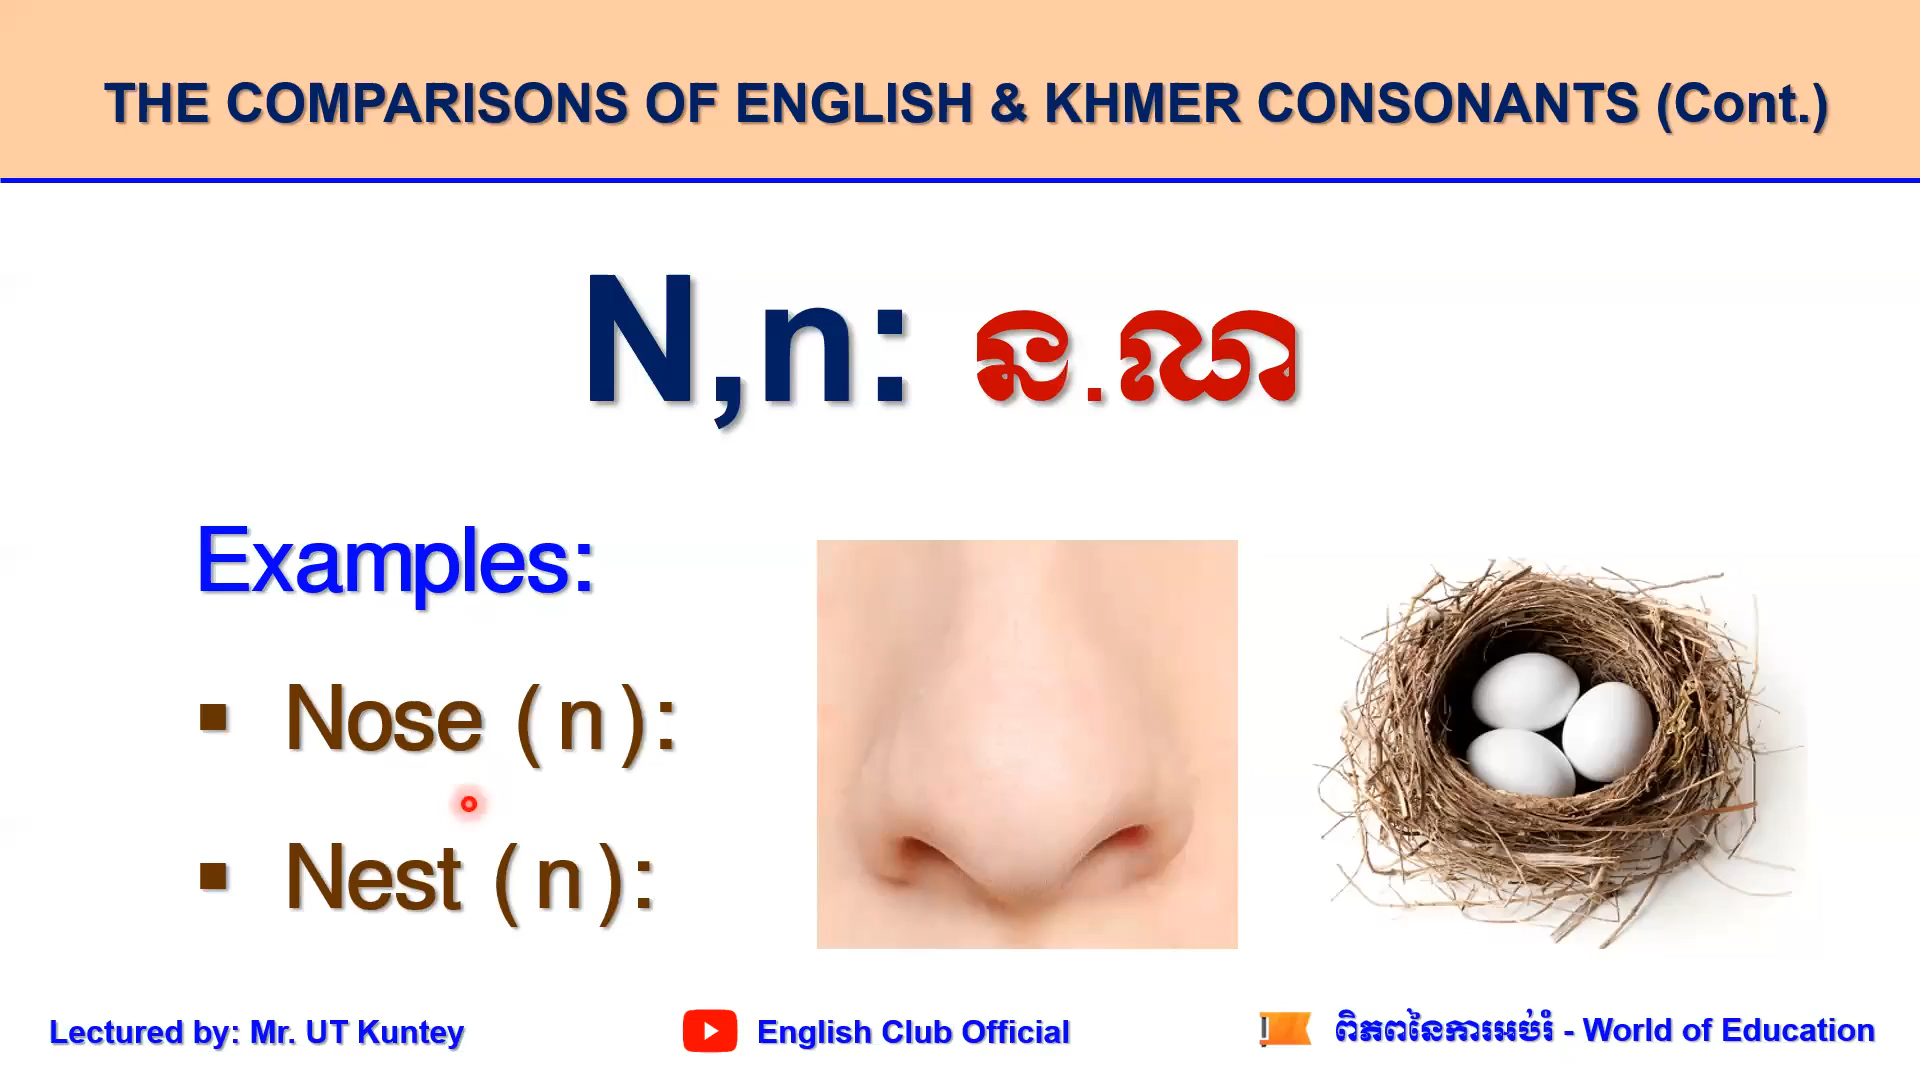 THE COMPARISONS OF ENGLISH & KHMER CONSONANTS (Cont.)
N,n: ន.ណ
Examples:
▪ Nose (n):
▪ Nest (n):
Lectured by: Mr. UT Kuntey
English Club Official
ពិភពនៃការអប់រំ - World of Education